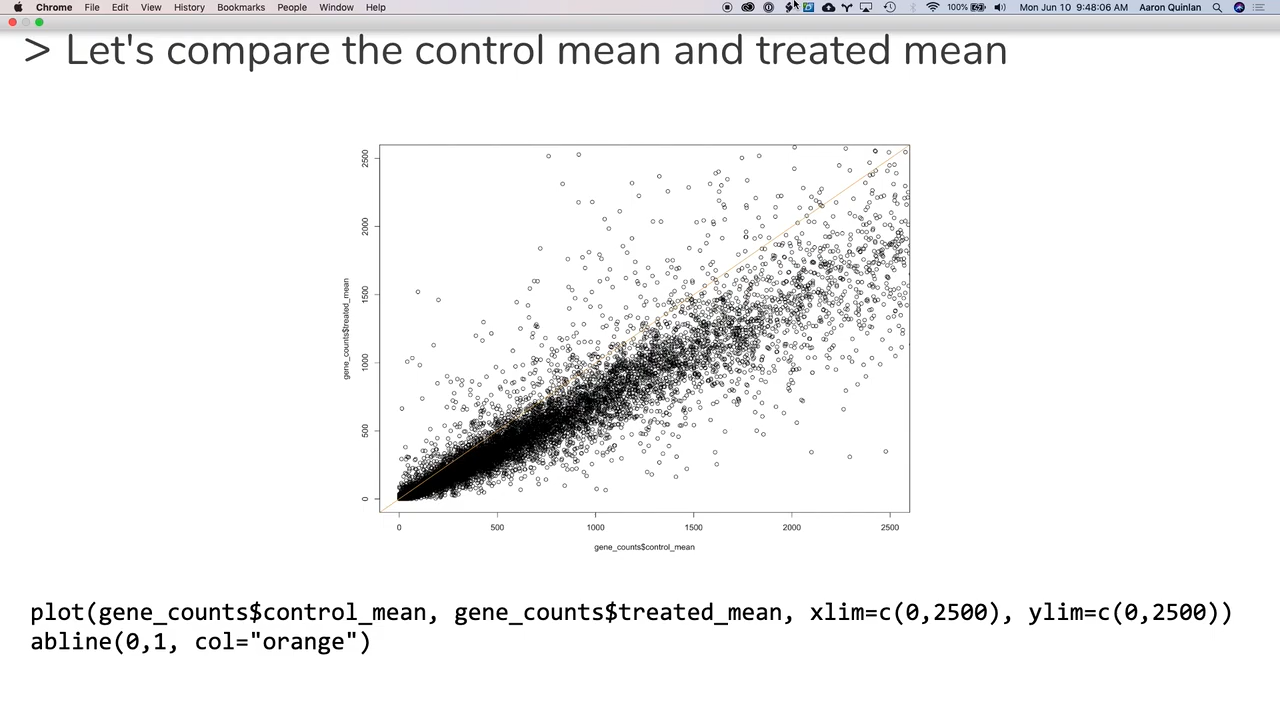 Chrome File Edit View History Bookmarks People Window Help 100% Mon Jun 10 9:48:06 AM Aaron Quinlan
> Let's compare the control mean and treated mean
2500
2000
1500
1000
500
0
gene_counts$treated_mean
0 500 1000 1500 2000 2500
gene_counts$control_mean
plot(gene_counts$control_mean, gene_counts$treated_mean, xlim=c(0,2500), ylim=c(0,2500))
abline(0,1, col="orange")